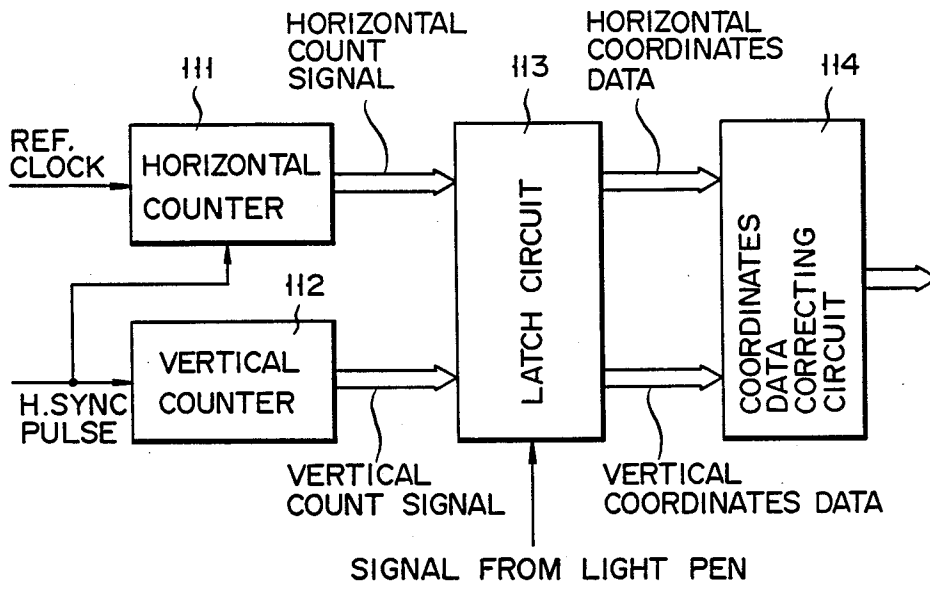 HORIZONTAL
COUNT
SIGNAL
HORIZONTAL
COORDINATES
DATA
111
113
114
REF.
CLOCK
HORIZONTAL
COUNTER
LATCH CIRCUIT
COORDINATES
DATA
CORRECTING
CIRCUIT
112
VERTICAL
COUNTER
H.SYNC
PULSE
VERTICAL
COUNT SIGNAL
VERTICAL
COORDINATES DATA
SIGNAL FROM LIGHT PEN